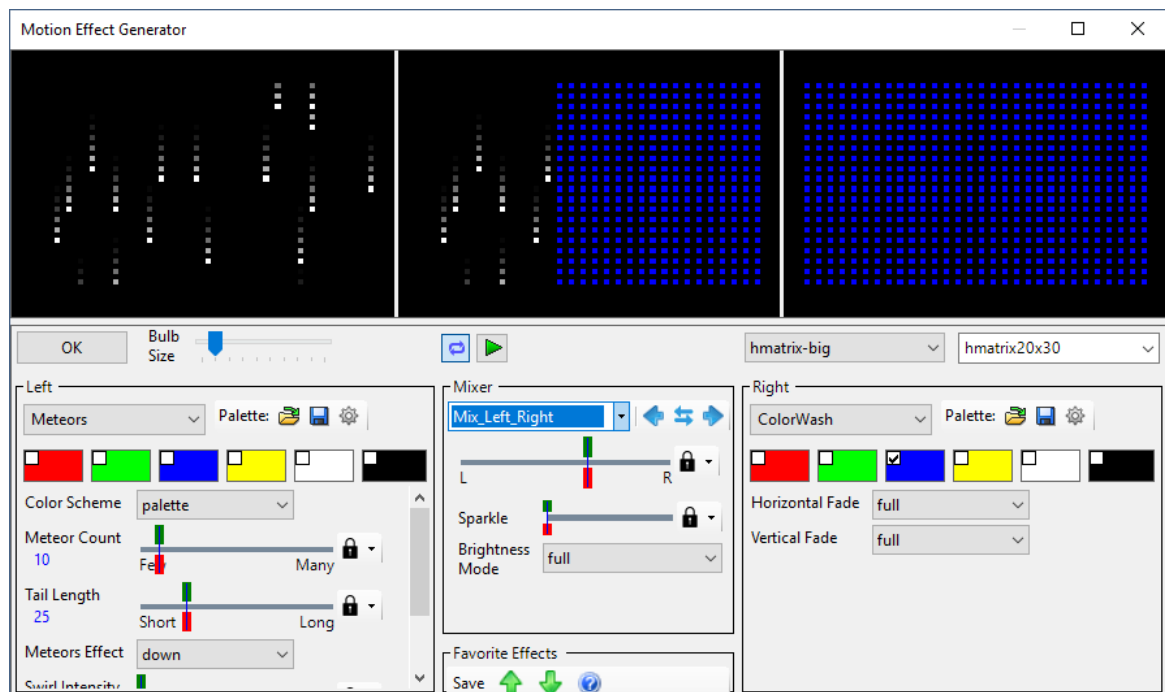 Motion Effect Generator
OK
Bulb
Size
hmatrix-big
hmatrix20x30
Left
Meteors
Palette:
Color Scheme
palette
Meteor Count
10
Few
Many
Tail Length
25
Short
Long
Meteors Effect
down
Swirl Intensity
Mixer
Mix_Left_Right
L
R
Sparkle
Brightness
Mode
full
Favorite Effects
Save
Right
ColorWash
Palette:
Horizontal Fade
full
Vertical Fade
full